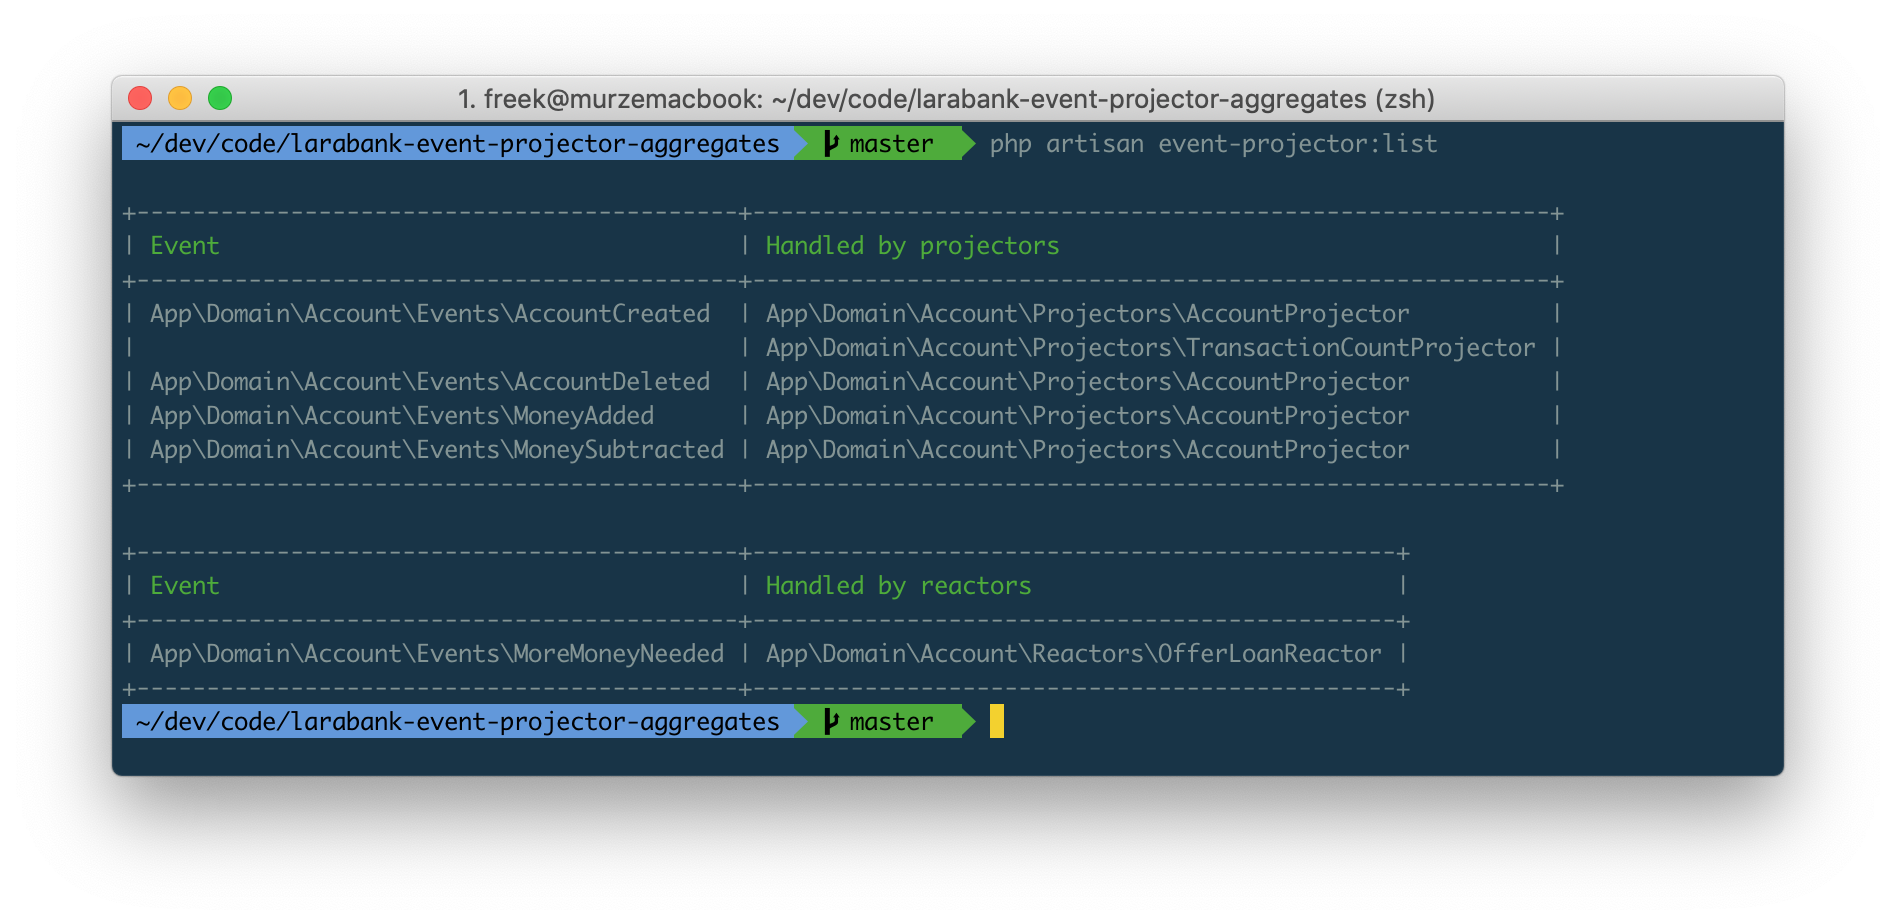 1. freek@murzemacbook: ~/dev/code/larabank-event-projector-aggregates (zsh)
~/dev/code/larabank-event-projector-aggregates master php artisan event-projector:list
+-------------------------------------------+---------------------------------------------------------+
| Event                                     | Handled by projectors                                   |
+-------------------------------------------+---------------------------------------------------------+
| App\Domain\Account\Events\AccountCreated  | App\Domain\Account\Projectors\AccountProjector          |
|                                           | App\Domain\Account\Projectors\TransactionCountProjector |
| App\Domain\Account\Events\AccountDeleted  | App\Domain\Account\Projectors\AccountProjector          |
| App\Domain\Account\Events\MoneyAdded      | App\Domain\Account\Projectors\AccountProjector          |
| App\Domain\Account\Events\MoneySubtracted | App\Domain\Account\Projectors\AccountProjector          |
+-------------------------------------------+---------------------------------------------------------+
+-------------------------------------------+----------------------------------------------+
| Event                                     | Handled by reactors                          |
+-------------------------------------------+----------------------------------------------+
| App\Domain\Account\Events\MoreMoneyNeeded | App\Domain\Account\Reactors\OfferLoanReactor |
+-------------------------------------------+----------------------------------------------+
~/dev/code/larabank-event-projector-aggregates master